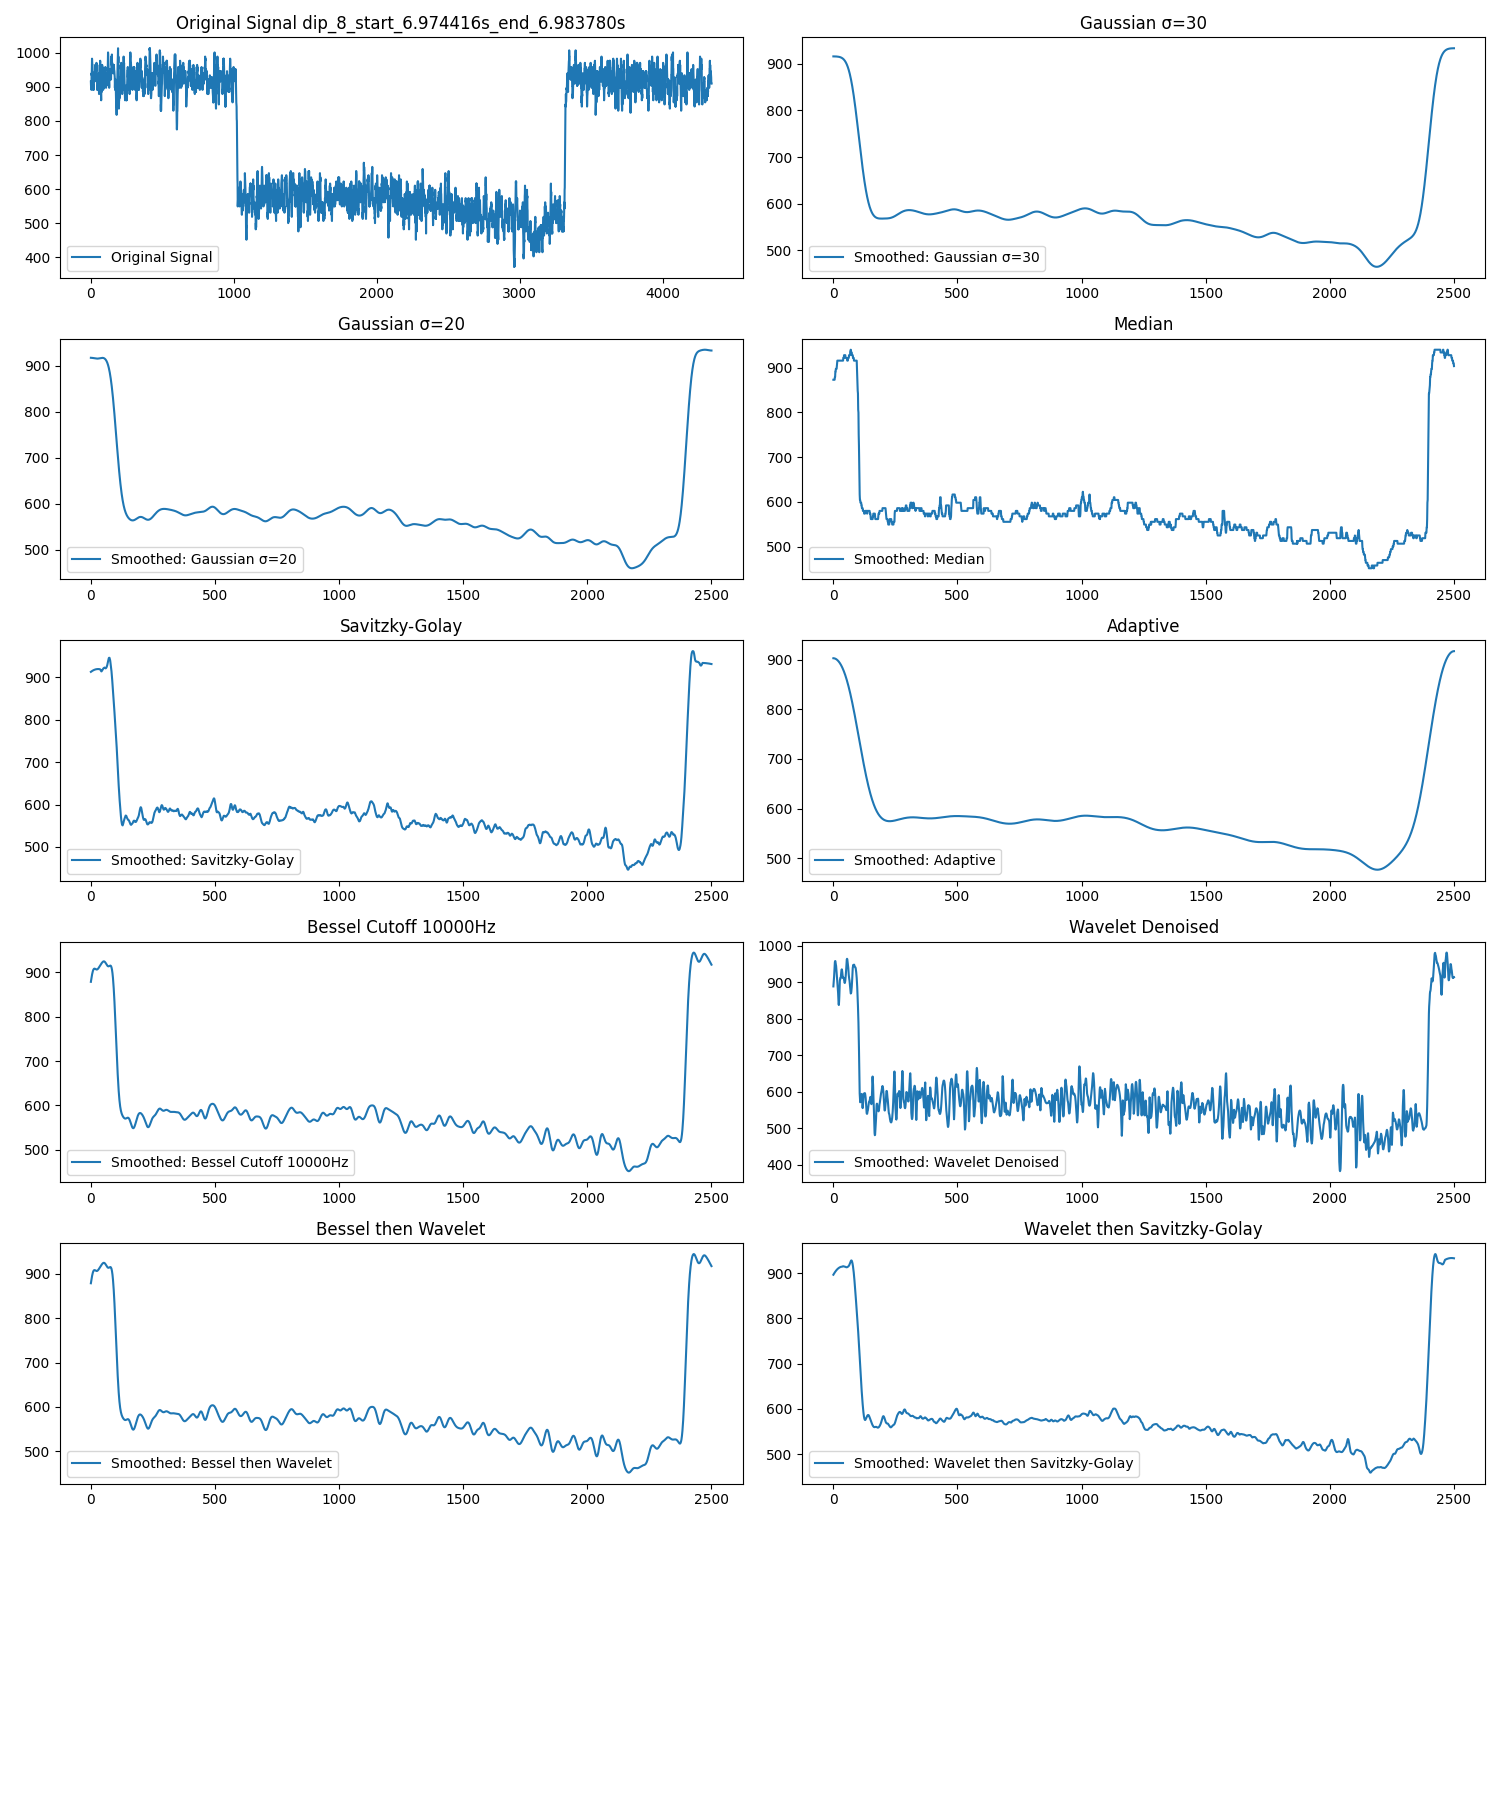 Original Signal dip_8_start_6.974416s_end_6.983780s
1000
900
800
700
600
500
400
Original Signal
0 1000 2000 3000 4000
Gaussian σ=30
900
800
700
600
500
Smoothed: Gaussian σ=30
0 500 1000 1500 2000 2500
Gaussian σ=20
900
800
700
600
500
Smoothed: Gaussian σ=20
0 500 1000 1500 2000 2500
Median
900
800
700
600
500
Smoothed: Median
0 500 1000 1500 2000 2500
Savitzky-Golay
900
800
700
600
500
Smoothed: Savitzky-Golay
0 500 1000 1500 2000 2500
Adaptive
900
800
700
600
500
Smoothed: Adaptive
0 500 1000 1500 2000 2500
Bessel Cutoff 10000Hz
900
800
700
600
500
Smoothed: Bessel Cutoff 10000Hz
0 500 1000 1500 2000 2500
Wavelet Denoised
1000
900
800
700
600
500
400
Smoothed: Wavelet Denoised
0 500 1000 1500 2000 2500
Bessel then Wavelet
900
800
700
600
500
Smoothed: Bessel then Wavelet
0 500 1000 1500 2000 2500
Wavelet then Savitzky-Golay
900
800
700
600
500
Smoothed: Wavelet then Savitzky-Golay
0 500 1000 1500 2000 2500